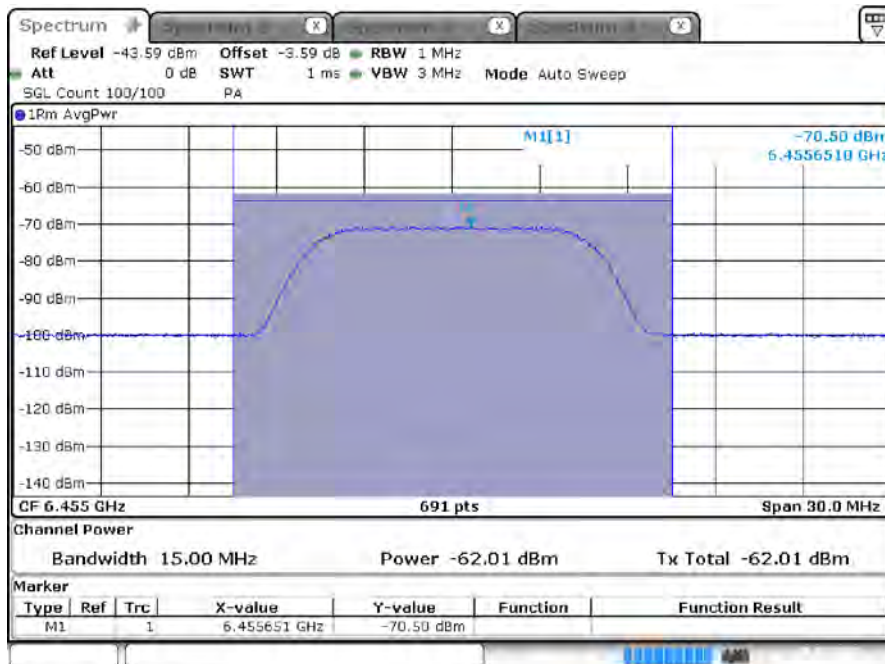 Spectrum
Ref Level -43.59 dBm Offset -3.59 dB RBW 1 MHz
Att 0 dB SWT 1 ms VBW 3 MHz Mode Auto Sweep
SGL Count 100/100 PA
1Rm AvgPwr
M1[1] -70.50 dBm
6.4556510 GHz
-50 dBm
-60 dBm
-70 dBm
-80 dBm
-90 dBm
-100 dBm
-110 dBm
-120 dBm
-130 dBm
-140 dBm
CF 6.455 GHz 691 pts Span 30.0 MHz
Channel Power
Bandwidth 15.00 MHz Power -62.01 dBm Tx Total -62.01 dBm
Marker
Type Ref Trc X-value Y-value Function Function Result
M1 1 6.455651 GHz -70.50 dBm